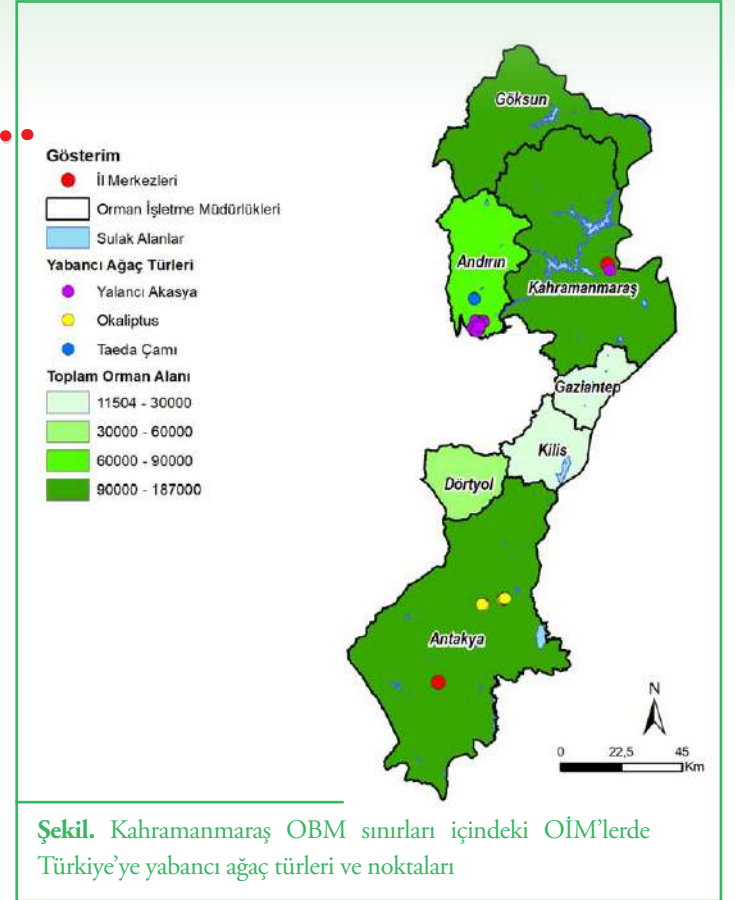 Gösterim
İl Merkezleri
Orman İşletme Müdürlükleri
Sulak Alanlar
Yabancı Ağaç Türleri
Yalancı Akasya
Okaliptus
Taeda Çamı
Toplam Orman Alanı
11504 - 30000
30000 - 60000
60000 - 90000
90000 - 187000
Göksun
Andırın
Kahramanmaraş
Gaziantep
Kilis
Dörtyol
Antakya
N
0 22,5 45
Km
Şekil. Kahramanmaraş OBM sınırları içindeki OİM’lerde
Türkiye’ye yabancı ağaç türleri ve noktaları